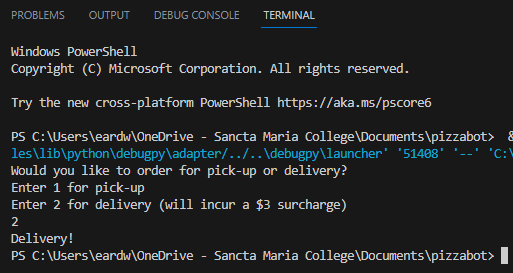 PROBLEMS OUTPUT DEBUG CONSOLE TERMINAL
Windows PowerShell
Copyright (C) Microsoft Corporation. All rights reserved.
Try the new cross-platform PowerShell https://aka.ms/pscore6
PS C:\Users\eardw\OneDrive - Sancta Maria College\Documents\pizzabot>  &
les\lib\python\debugpy\adapter/../..\debugpy\launcher' '51408' '--' 'C:\
Would you like to order for pick-up or delivery?
Enter 1 for pick-up
Enter 2 for delivery (will incur a $3 surcharge)
2
Delivery!
PS C:\Users\eardw\OneDrive - Sancta Maria College\Documents\pizzabot>